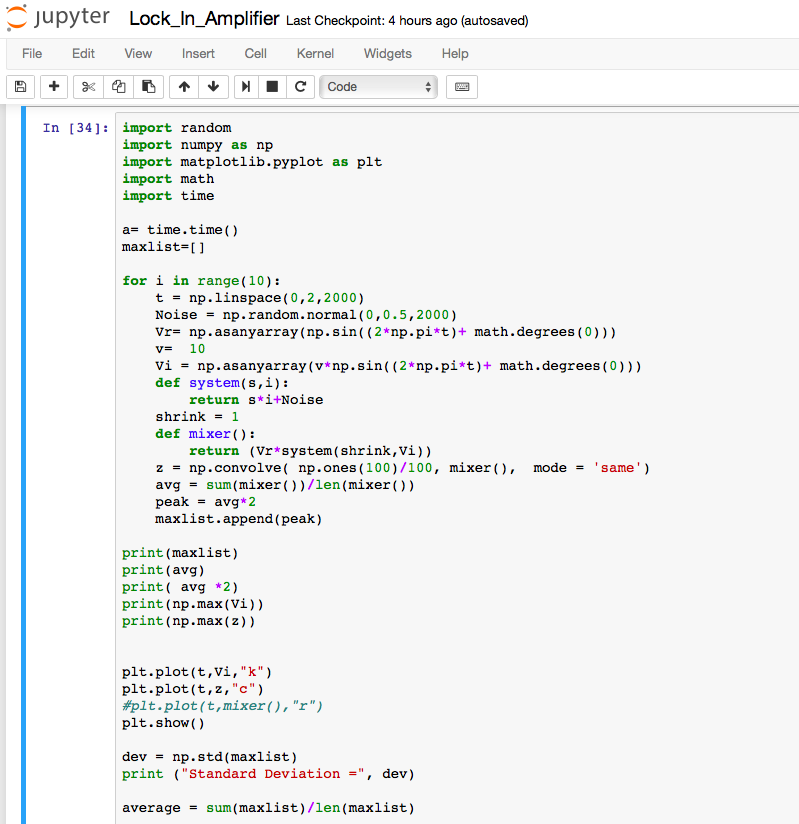 jupyter Lock_In_Amplifier Last Checkpoint: 4 hours ago (autosaved)
File Edit View Insert Cell Kernel Widgets Help
Code
In [34]: import random
import numpy as np
import matplotlib.pyplot as plt
import math
import time
a= time.time()
maxlist=[]
for i in range(10):
    t = np.linspace(0,2,2000)
    Noise = np.random.normal(0,0.5,2000)
    Vr= np.asanyarray(np.sin((2*np.pi*t)+ math.degrees(0)))
    v=  10
    Vi = np.asanyarray(v*np.sin((2*np.pi*t)+ math.degrees(0)))
    def system(s,i):
        return s*i+Noise
    shrink = 1
    def mixer():
        return (Vr*system(shrink,Vi))
    z = np.convolve( np.ones(100)/100, mixer(),  mode = 'same')
    avg = sum(mixer())/len(mixer())
    peak = avg*2
    maxlist.append(peak)
print(maxlist)
print(avg)
print( avg *2)
print(np.max(Vi))
print(np.max(z))
plt.plot(t,Vi,"k")
plt.plot(t,z,"c")
#plt.plot(t,mixer(),"r")
plt.show()
dev = np.std(maxlist)
print ("Standard Deviation =", dev)
average = sum(maxlist)/len(maxlist)